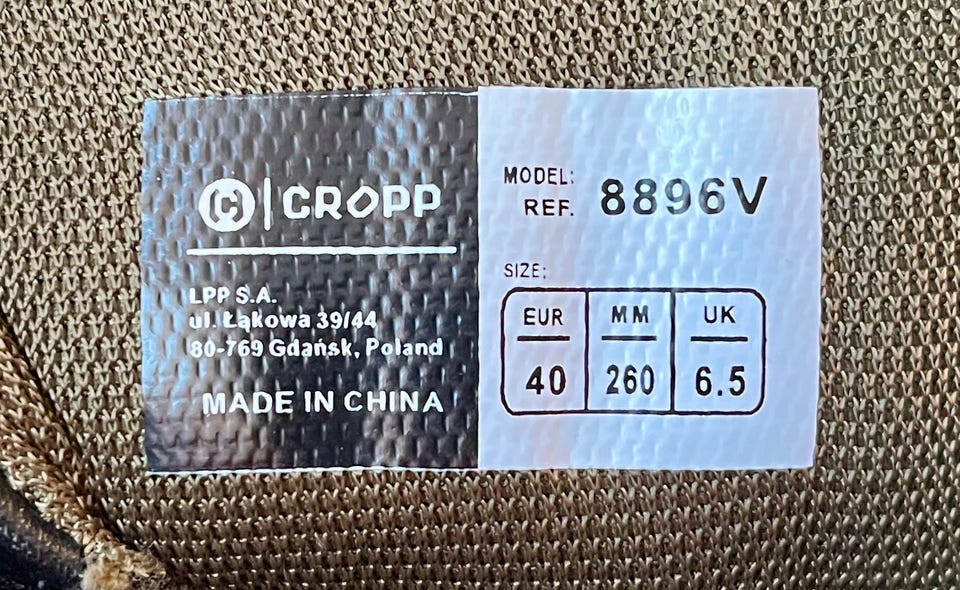 C | CROPP
LPP S.A.
ul. Łąkowa 39/44
80-769 Gdańsk, Poland
MADE IN CHINA
MODEL:
REF. 8896V
SIZE:
EUR MM UK
40 260 6.5